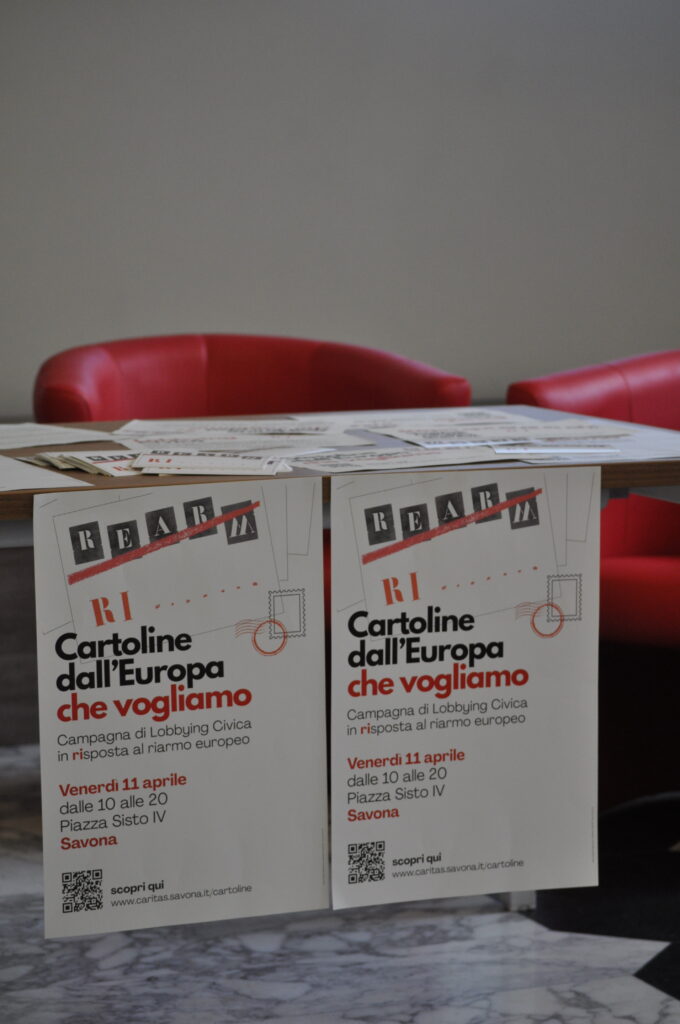 REARM
RI
Cartoline
dall'Europa
che vogliamo
Campagna di Lobbying Civica
in risposta al riarmo europeo
Venerdì 11 aprile
dalle 10 alle 20
Piazza Sisto IV
Savona
scopri qui
www.caritas.savona.it/cartoline
REARM
RI
Cartoline
dall'Europa
che vogliamo
Campagna di Lobbying Civica
in risposta al riarmo europeo
Venerdì 11 aprile
dalle 10 alle 20
Piazza Sisto IV
Savona
scopri qui
www.caritas.savona.it/cartoline
RI